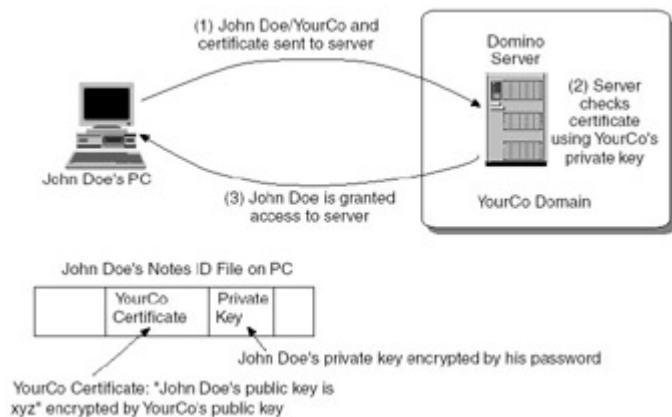 (1) John Doe/YourCo and
certificate sent to server
Domino
Server
(2) Server
checks
certificate
using YourCo's
private key
John Doe's PC
(3) John Doe is granted
access to server
YourCo Domain
John Doe's Notes ID File on PC
YourCo
Certificate
Private
Key
John Doe's private key encrypted by his password
YourCo Certificate: "John Doe's public key is
xyz" encrypted by YourCo's public key